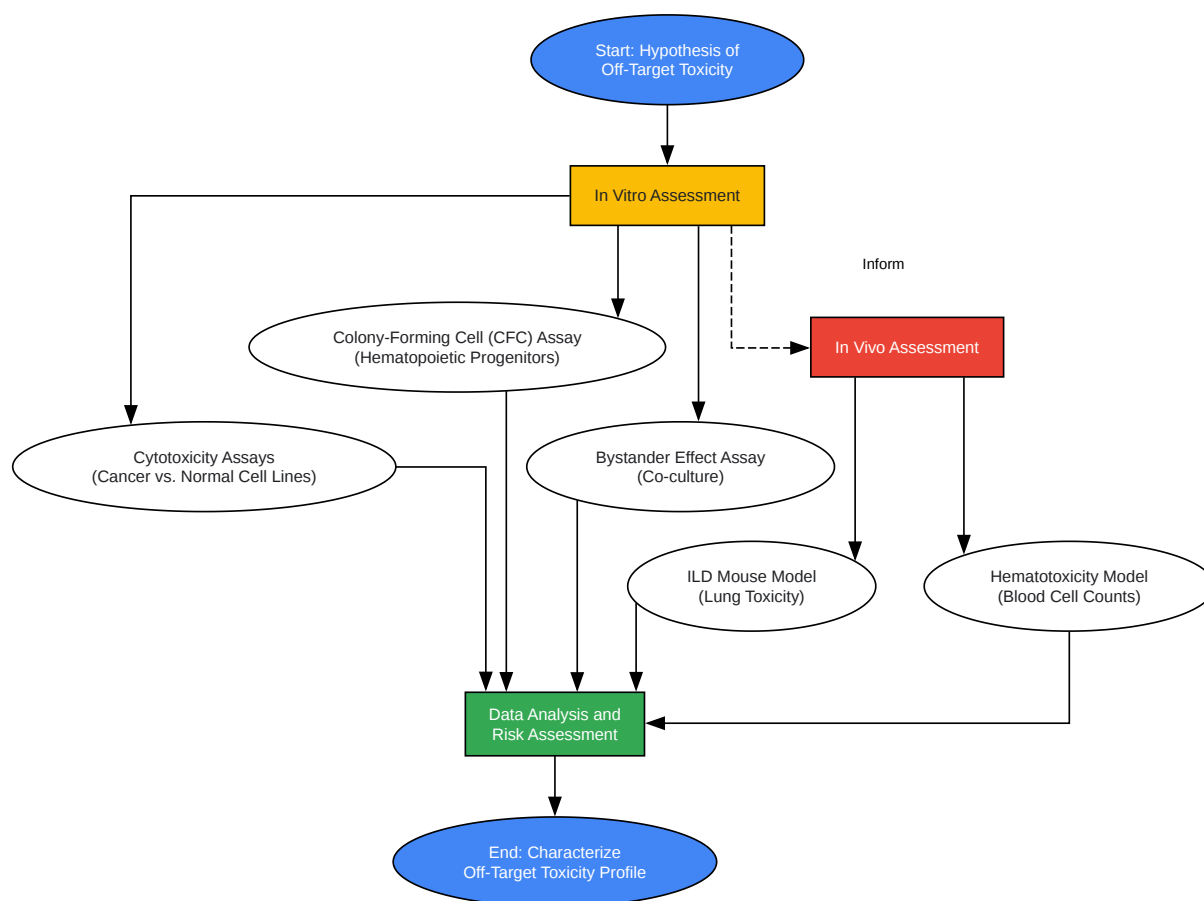 Start: Hypothesis of
Off-Target Toxicity
In Vitro Assessment
Inform
Colony-Forming Cell (CFC) Assay
(Hematopoietic Progenitors)
In Vivo Assessment
Cytotoxicity Assays
(Cancer vs. Normal Cell Lines)
Bystander Effect Assay
(Co-culture)
ILD Mouse Model
(Lung Toxicity)
Hematotoxicity Model
(Blood Cell Counts)
Data Analysis and
Risk Assessment
End: Characterize
Off-Target Toxicity Profile